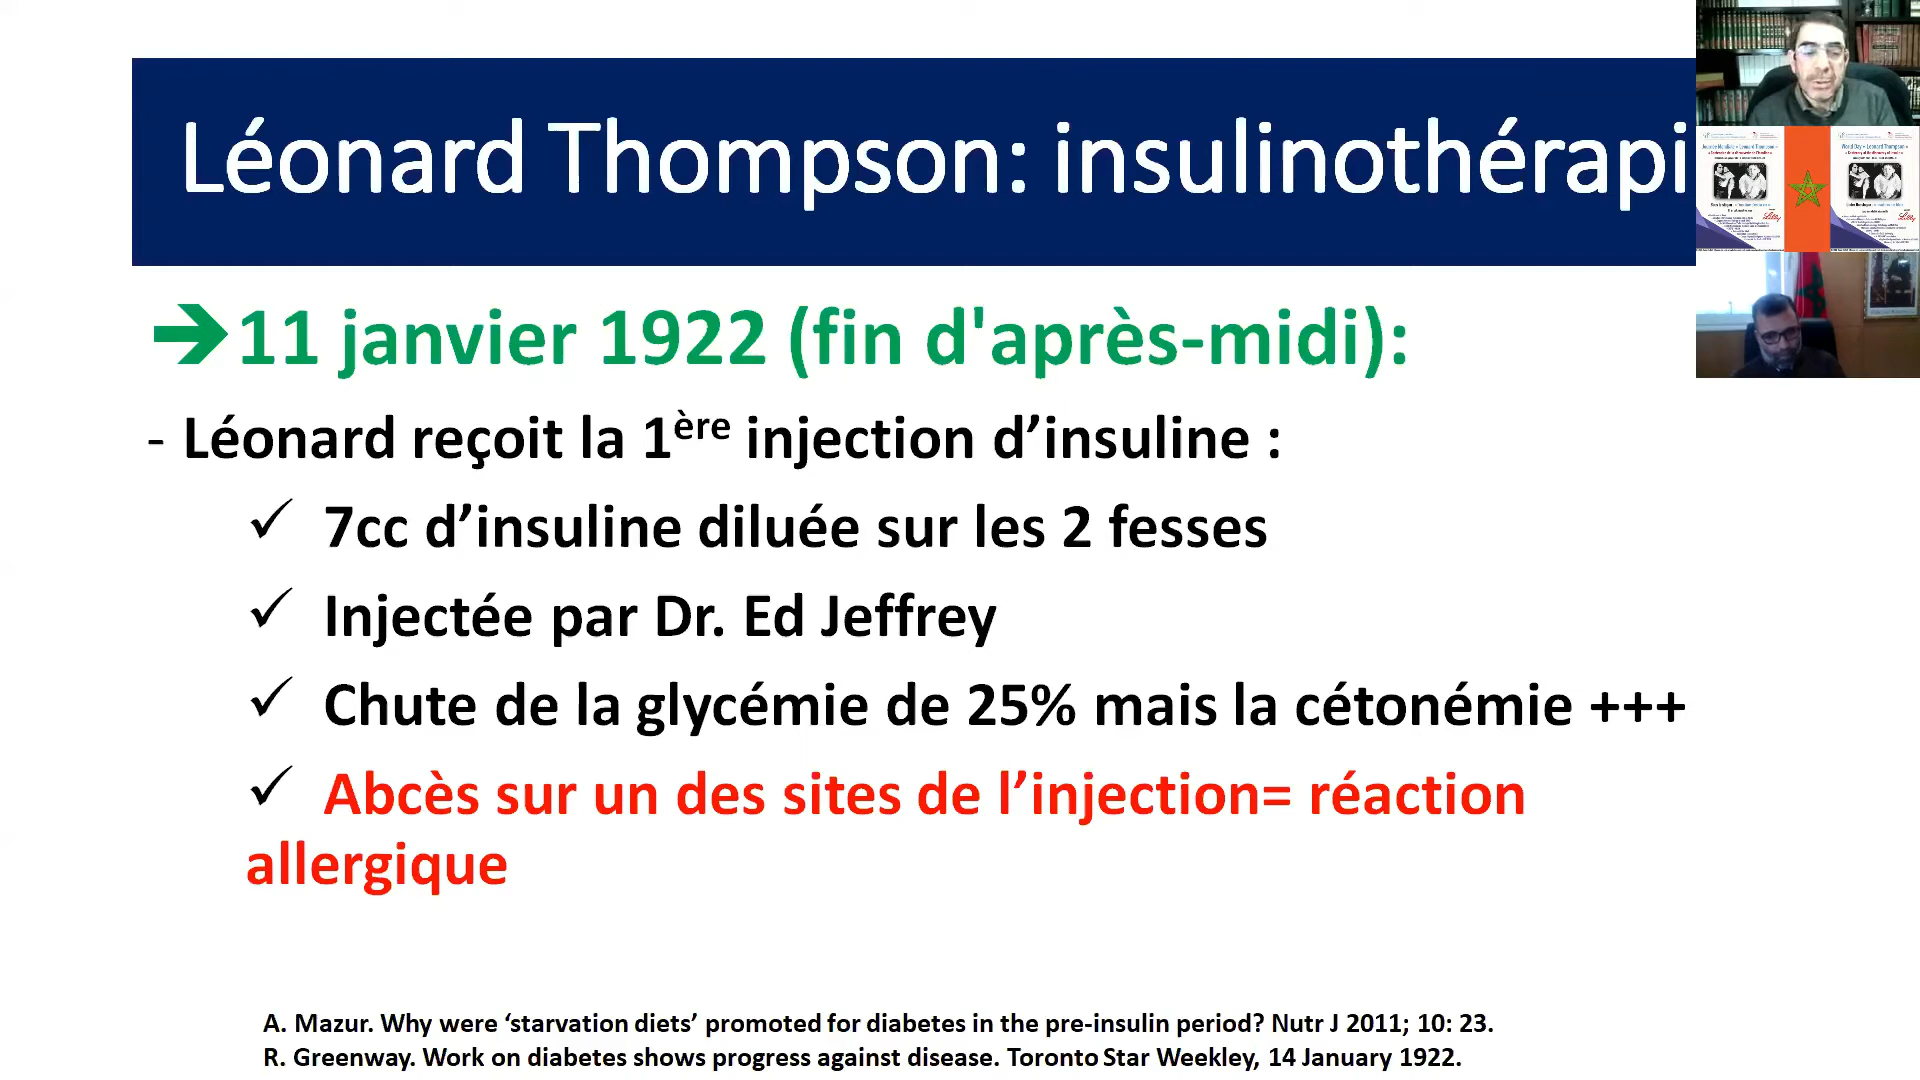 Léonard Thompson: insulinothérapi
➔11 janvier 1922 (fin d'après-midi):
- Léonard reçoit la 1ère injection d’insuline :
✓ 7cc d’insuline diluée sur les 2 fesses
✓ Injectée par Dr. Ed Jeffrey
✓ Chute de la glycémie de 25% mais la cétonémie +++
✓ Abcès sur un des sites de l’injection= réaction
allergique
A. Mazur. Why were ‘starvation diets’ promoted for diabetes in the pre-insulin period? Nutr J 2011; 10: 23.
R. Greenway. Work on diabetes shows progress against disease. Toronto Star Weekley, 14 January 1922.
Lilly
Lilly